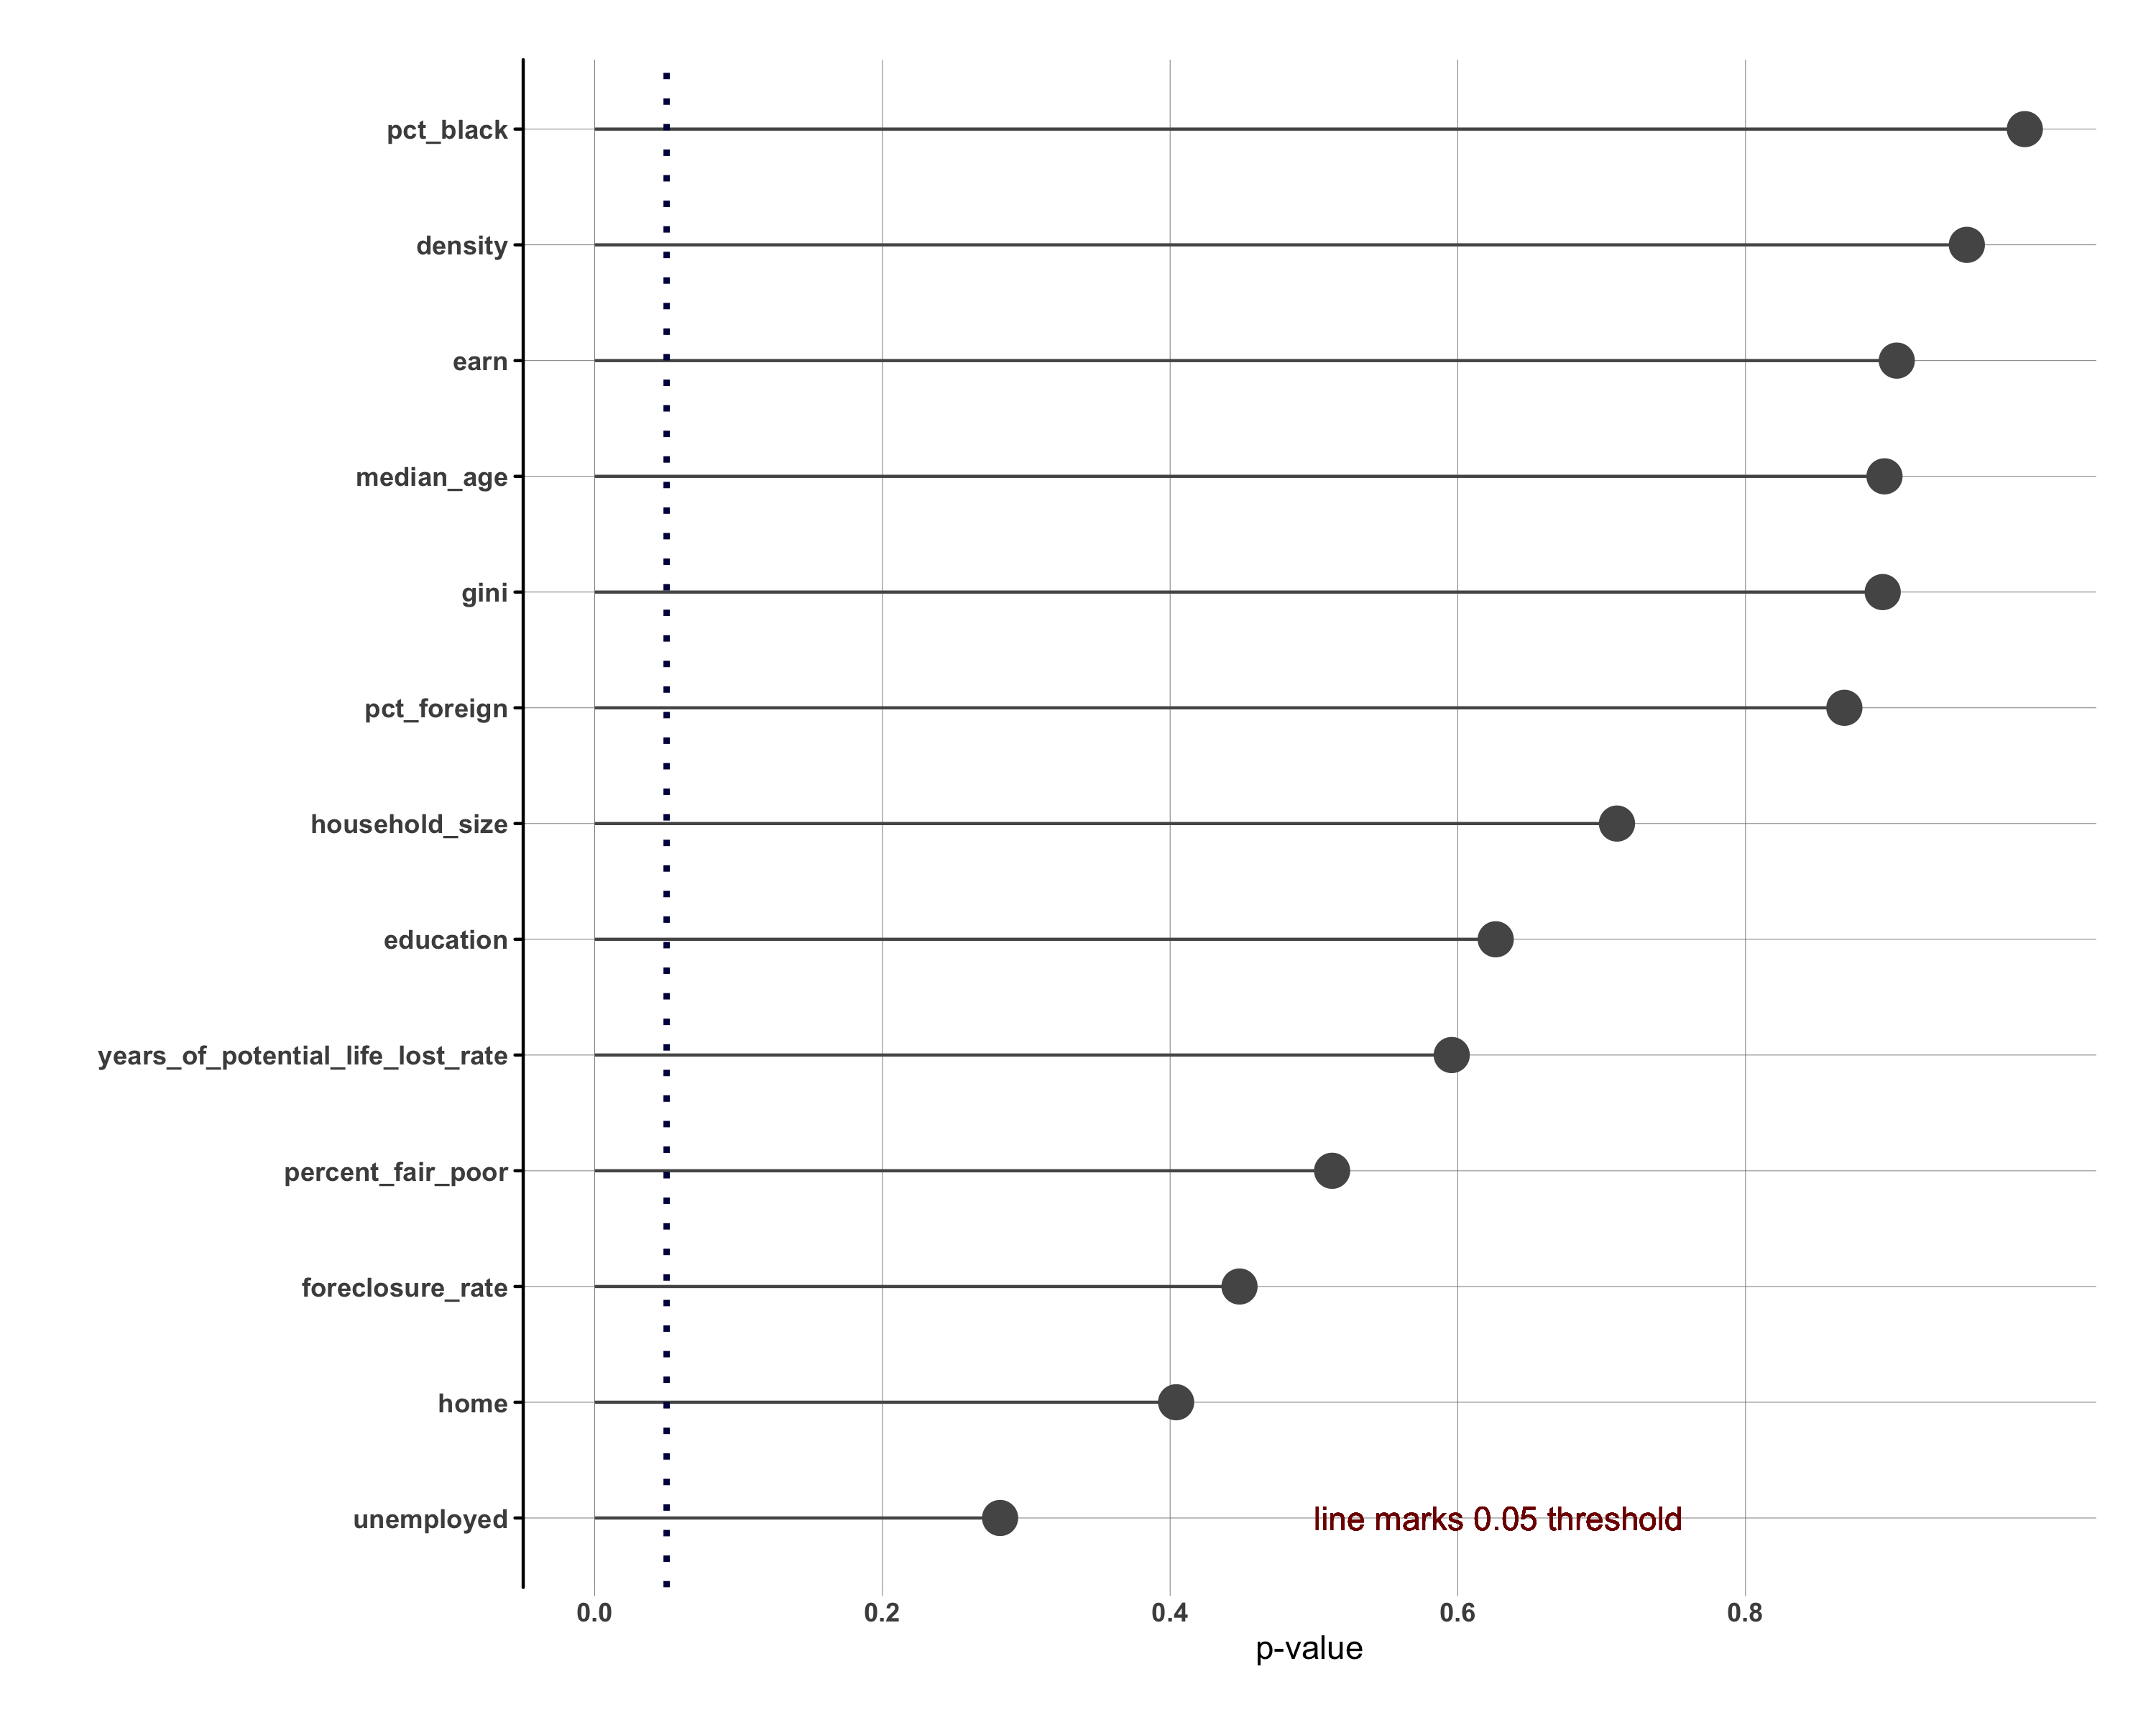 pct_black
density
earn
median_age
gini
pct_foreign
household_size
education
years_of_potential_life_lost_rate
percent_fair_poor
foreclosure_rate
home
unemployed
line marks 0.05 threshold
0.0 0.2 0.4 0.6 0.8
p-value